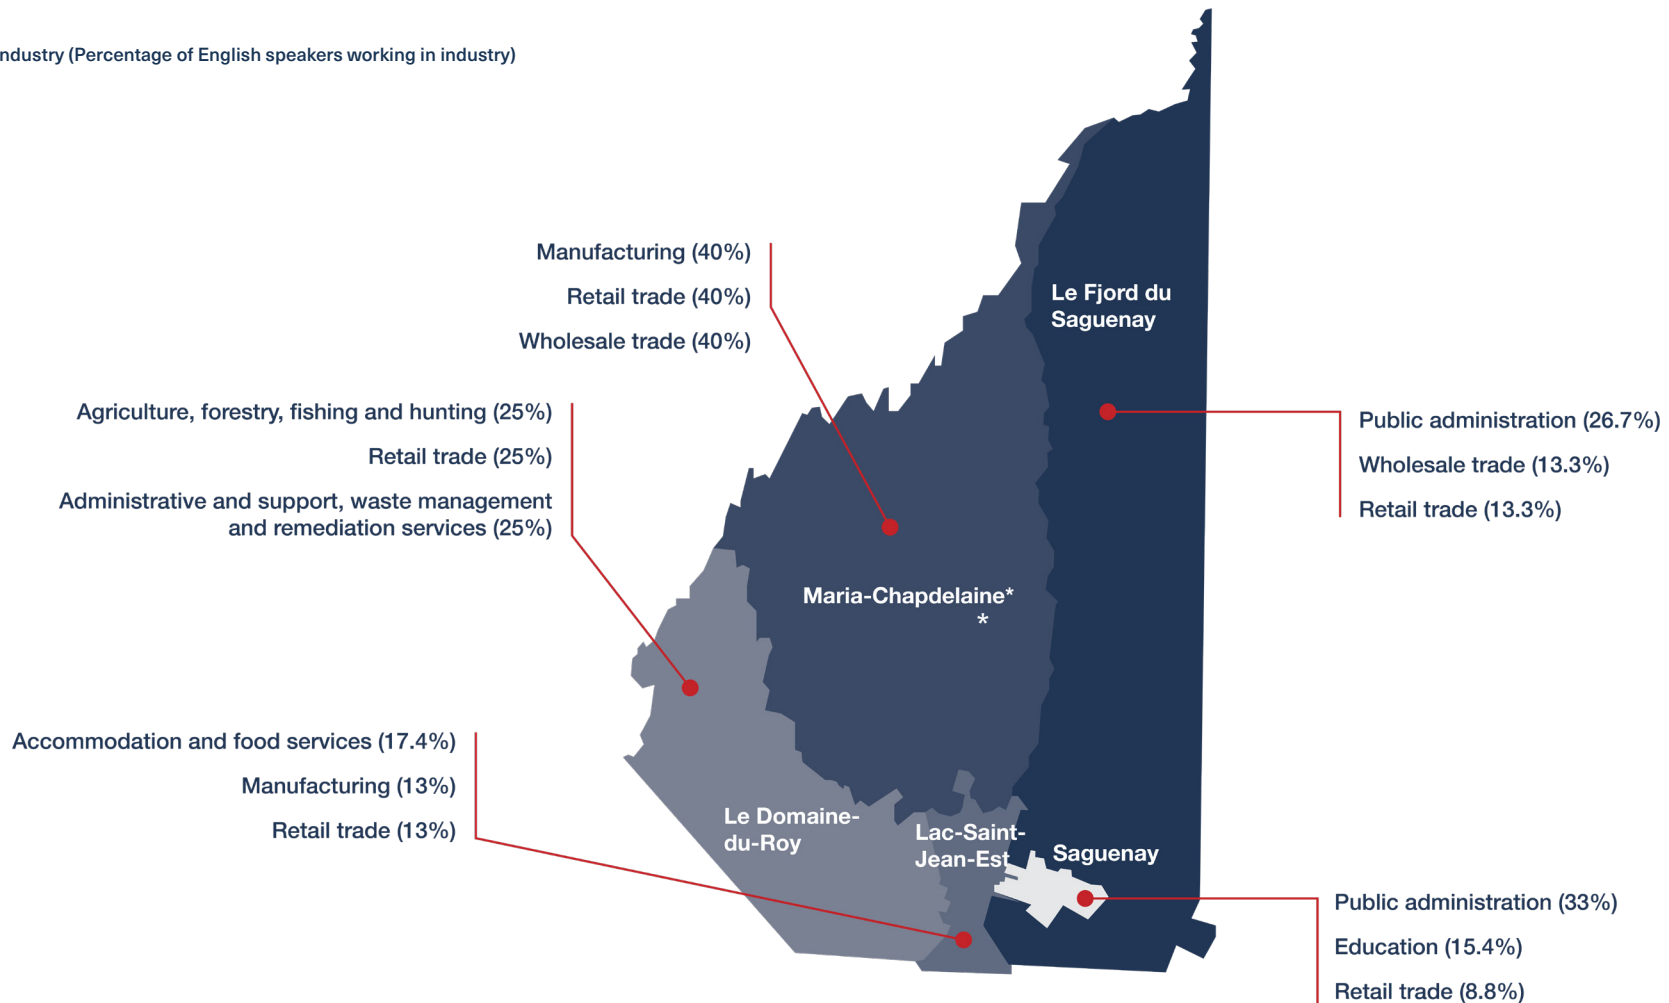 ndustry (Percentage of English speakers working in industry)
Manufacturing (40%)
Retail trade (40%)
Wholesale trade (40%)
Le Fjord du
Saguenay
Agriculture, forestry, fishing and hunting (25%)
Retail trade (25%)
Administrative and support, waste management
and remediation services (25%)
Public administration (26.7%)
Wholesale trade (13.3%)
Retail trade (13.3%)
Maria-Chapdelaine*
*
Accommodation and food services (17.4%)
Manufacturing (13%)
Retail trade (13%)
Le Domaine-
du-Roy
Lac-Saint-
Jean-Est
Saguenay
Public administration (33%)
Education (15.4%)
Retail trade (8.8%)